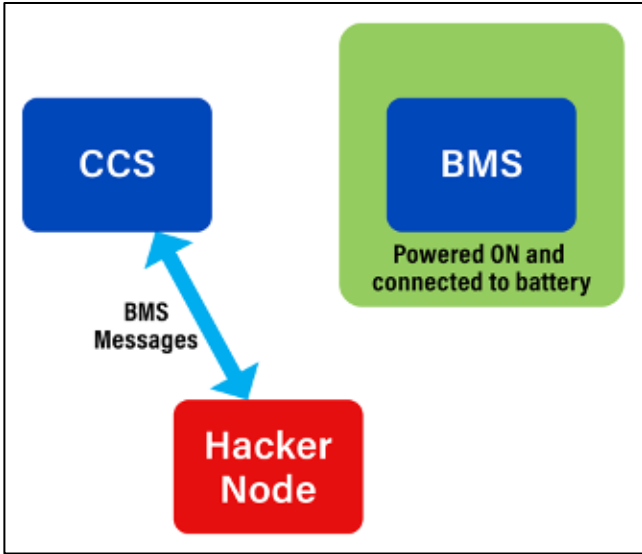 CCS
BMS
Powered ON and
connected to battery
BMS
Messages
Hacker
Node